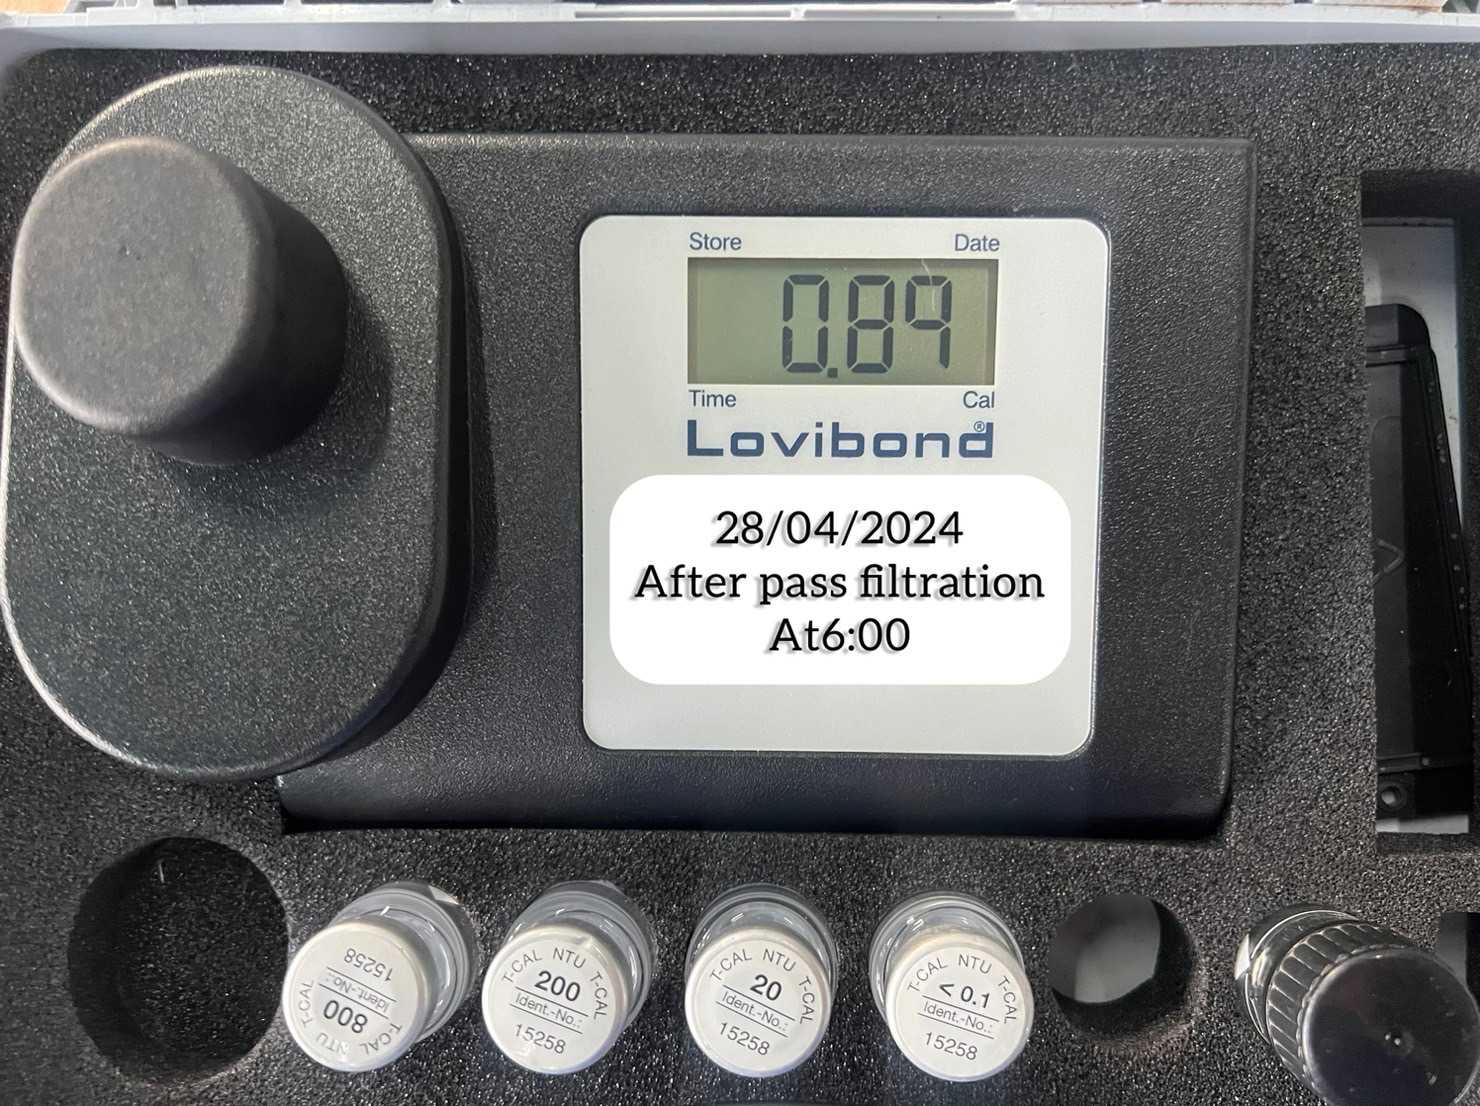 Store Date
0.89
Time Cal
Lovibond®
28/04/2024
After pass filtration
At6:00
T-CAL NTU T-CAL
800
Ident.-No.:
15258
T-CAL NTU T-CAL
200
Ident.-No.:
15258
T-CAL NTU T-CAL
20
Ident.-No.:
15258
T-CAL NTU T-CAL
< 0.1
Ident.-No.:
15258